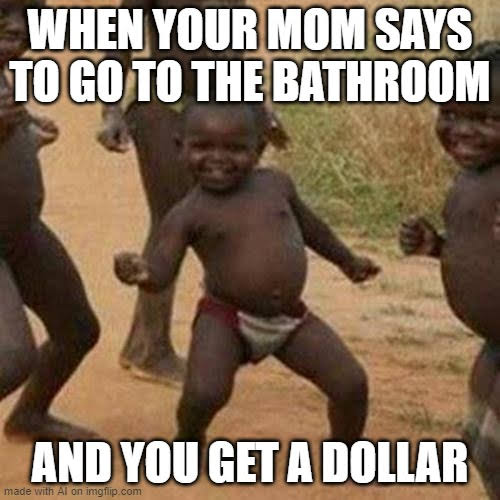 WHEN YOUR MOM SAYS
TO GO TO THE BATHROOM
AND YOU GET A DOLLAR
made with AI on imgflip.com